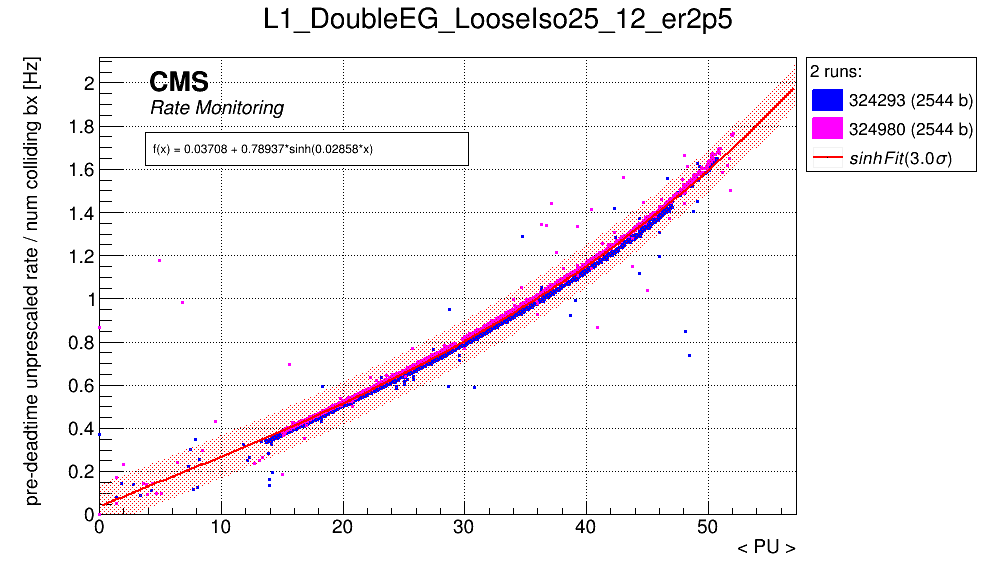 L1_DoubleEG_LooseIso25_12_er2p5
pre-deadtime unprescaled rate / num colliding bx [Hz]
CMS
Rate Monitoring
f(x) = 0.03708 + 0.78937*sinh(0.02858*x)
2 runs:
324293 (2544 b)
324980 (2544 b)
sinhFit(3.0σ)
2
1.8
1.6
1.4
1.2
1
0.8
0.6
0.4
0.2
0
0 10 20 30 40 50
< PU >